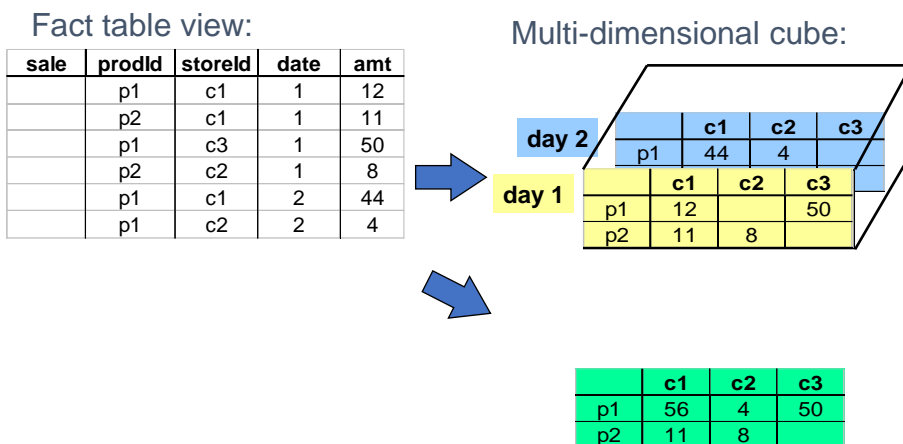 Fact table view:
sale prodId storeId date amt
p1 c1 1 12
p2 c1 1 11
p1 c3 1 50
p2 c2 1 8
p1 c1 2 44
p1 c2 2 4
Multi-dimensional cube:
day 2
c1 c2 c3
p1 44 4
day 1
c1 c2 c3
p1 12 50
p2 11 8
c1 c2 c3
p1 56 4 50
p2 11 8